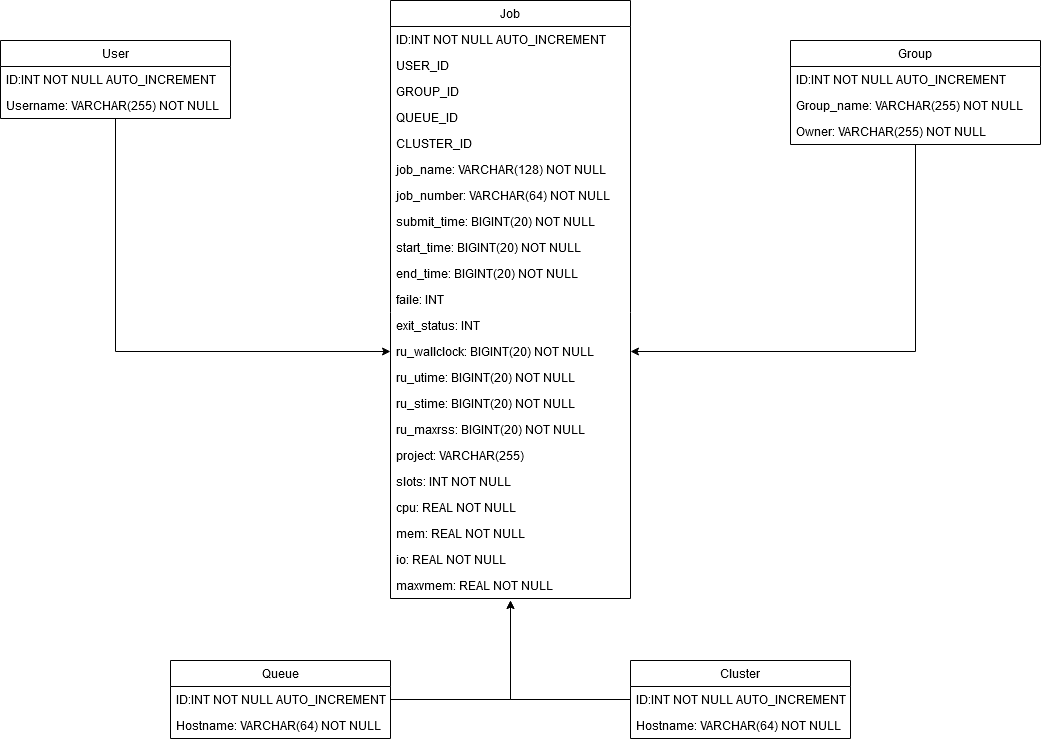 Job
ID:INT NOT NULL AUTO_INCREMENT
USER_ID
GROUP_ID
QUEUE_ID
CLUSTER_ID
job_name: VARCHAR(128) NOT NULL
job_number: VARCHAR(64) NOT NULL
submit_time: BIGINT(20) NOT NULL
start_time: BIGINT(20) NOT NULL
end_time: BIGINT(20) NOT NULL
faile: INT
exit_status: INT
ru_wallclock: BIGINT(20) NOT NULL
ru_utime: BIGINT(20) NOT NULL
ru_stime: BIGINT(20) NOT NULL
ru_maxrss: BIGINT(20) NOT NULL
project: VARCHAR(255)
slots: INT NOT NULL
cpu: REAL NOT NULL
mem: REAL NOT NULL
io: REAL NOT NULL
maxvmem: REAL NOT NULL
User
ID:INT NOT NULL AUTO_INCREMENT
Username: VARCHAR(255) NOT NULL
Group
ID:INT NOT NULL AUTO_INCREMENT
Group_name: VARCHAR(255) NOT NULL
Owner: VARCHAR(255) NOT NULL
Queue
ID:INT NOT NULL AUTO_INCREMENT
Hostname: VARCHAR(64) NOT NULL
Cluster
ID:INT NOT NULL AUTO_INCREMENT
Hostname: VARCHAR(64) NOT NULL